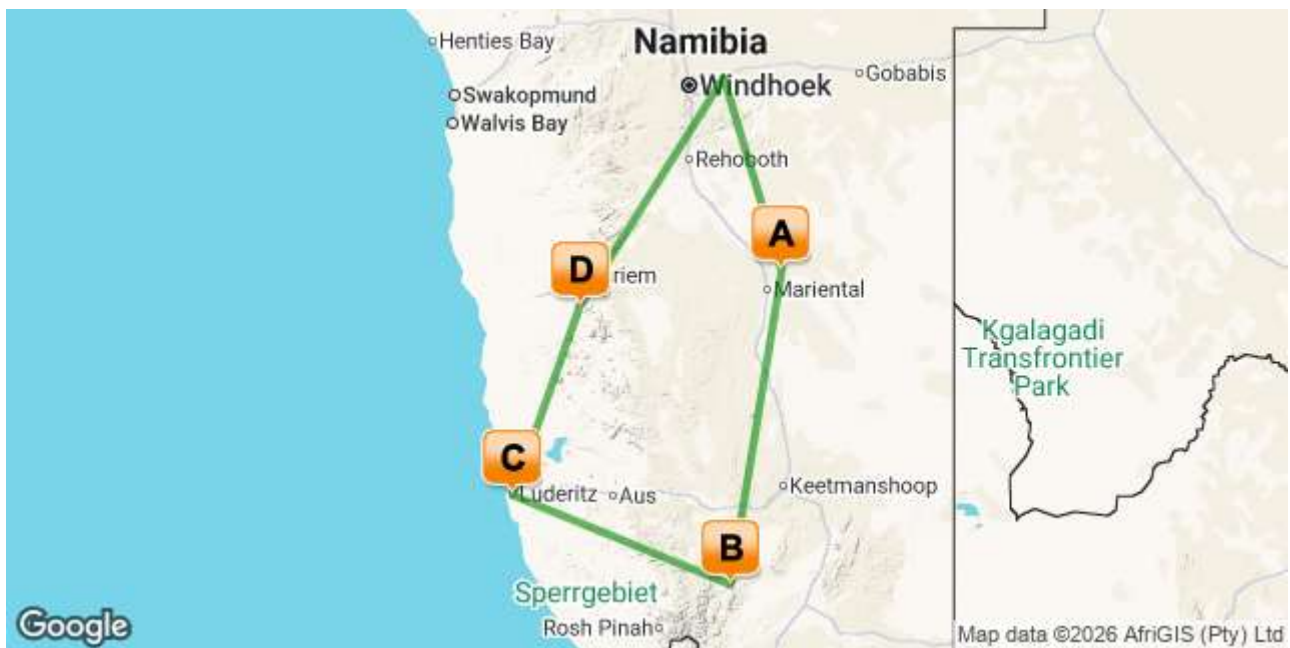 Henties Bay
Namibia
Gobabis
Windhoek
Swakopmund
Walvis Bay
Rehoboth
A
D
riem
Mariental
Kgalagadi
Transfrontier
Park
C
Luderitz
Aus
Keetmanshoop
B
Sperrgebiet
Rosh Pinah
Google
Map data ©2026 AfriGIS (Pty) Ltd